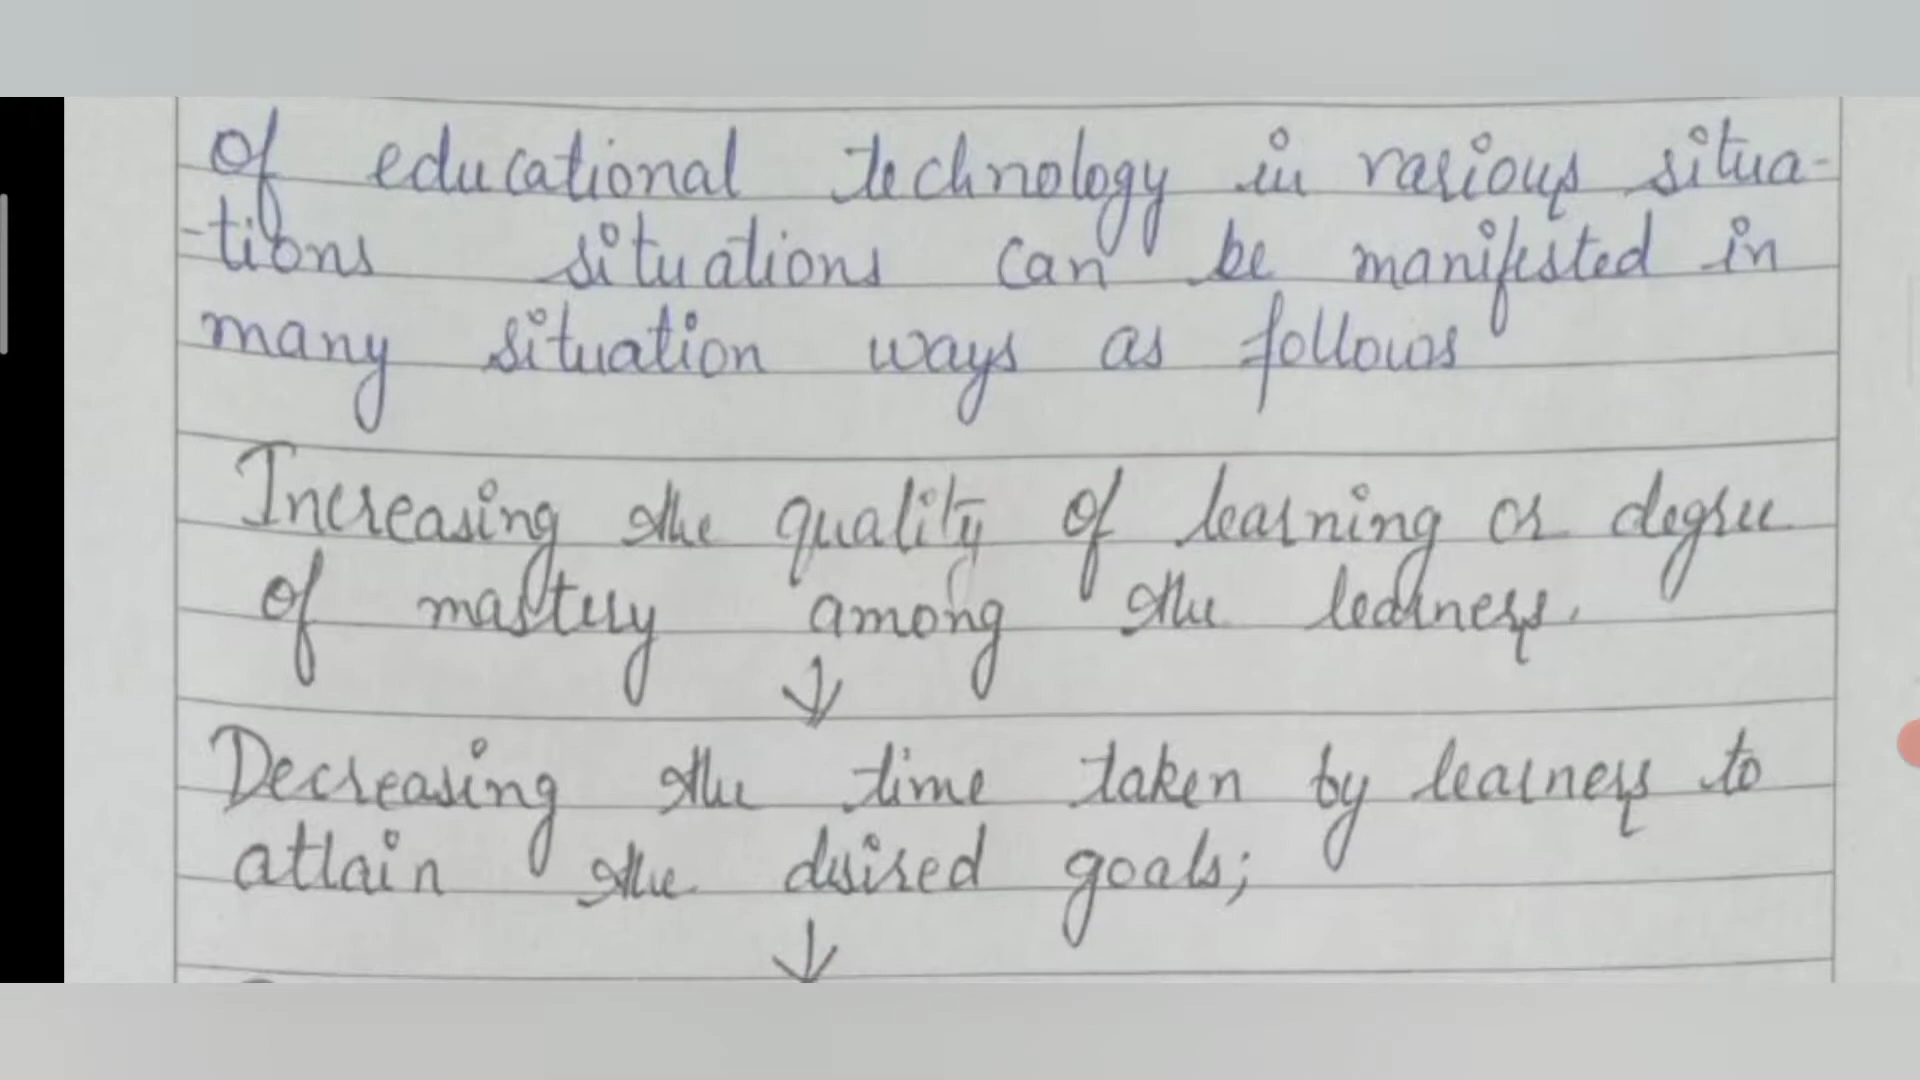 of educational technology in various situa-
-tions situations can be manifested in
many situation ways as follows
Increasing the quality of learning or degree
of mastery among the learners.
↓
Decreasing the time taken by learners to
attain the desired goals;
↓